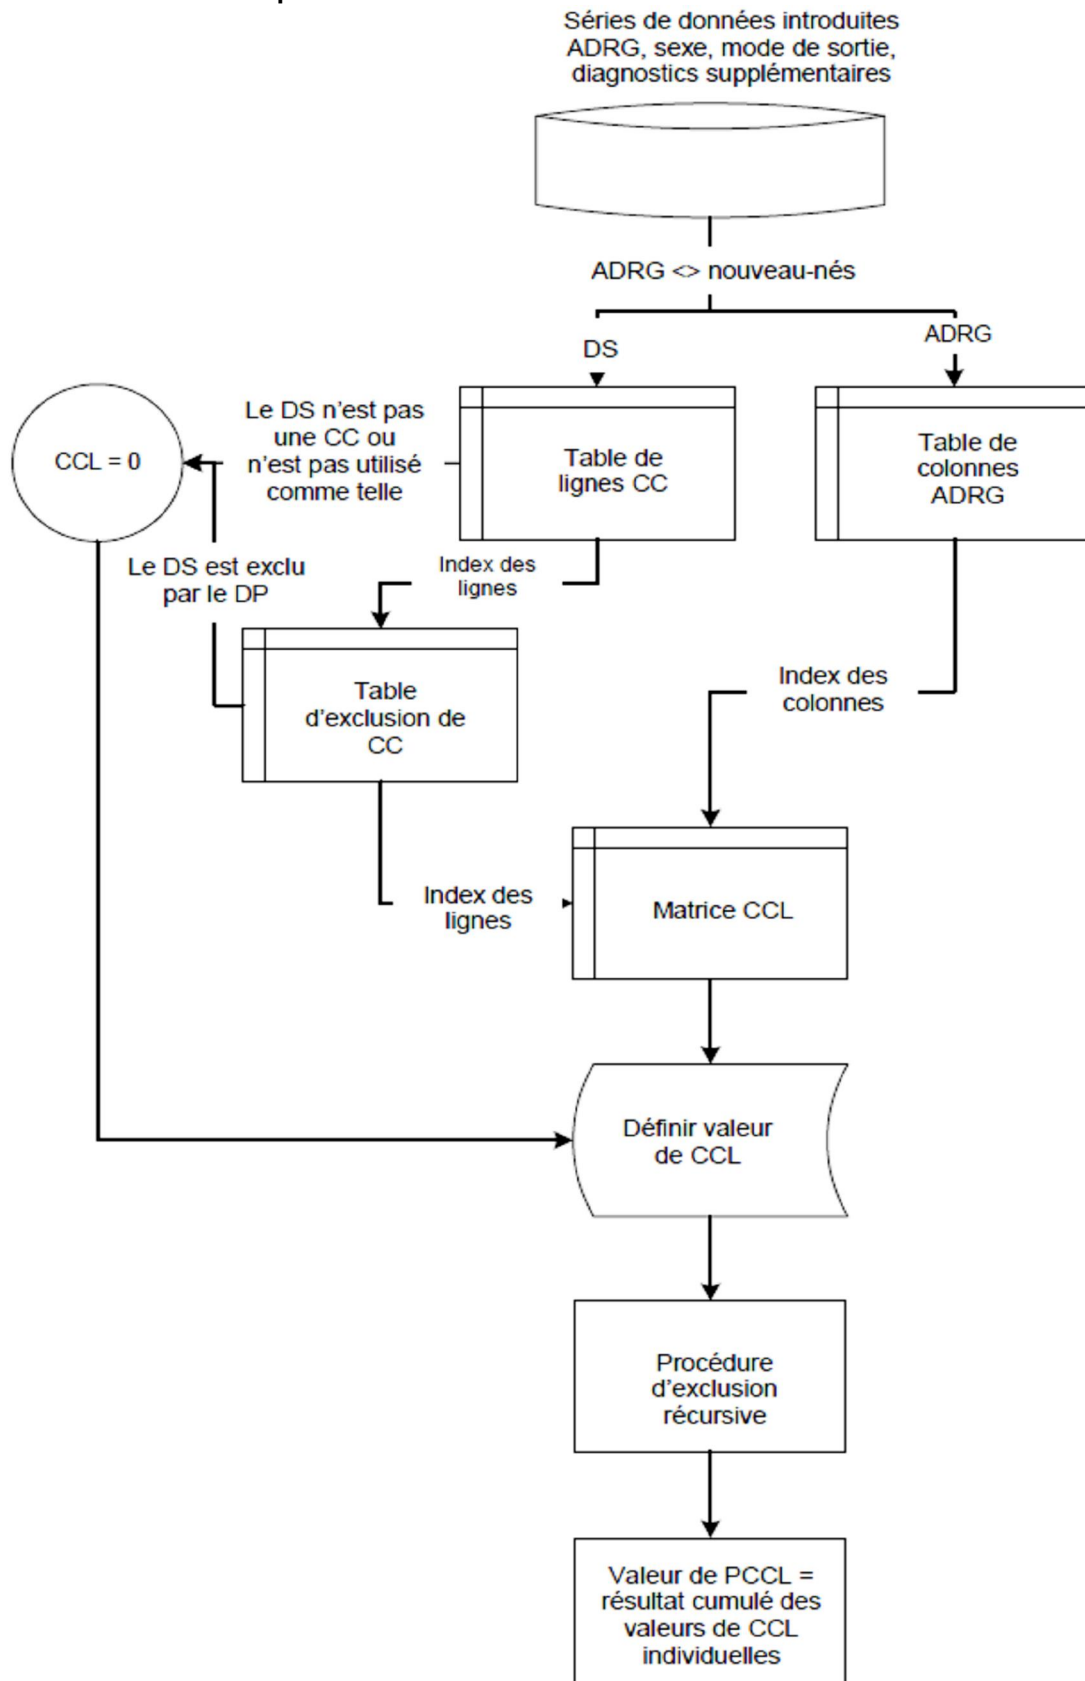 Séries de données introduites
ADRG, sexe, mode de sortie,
diagnostics supplémentaires
ADRG <> nouveau-nés
DS
ADRG
Le DS n'est pas
une CC ou
n'est pas utilisé
comme telle
CCL = 0
Table de
lignes CC
Table de
colonnes
ADRG
Le DS est exclu
par le DP
Index des
lignes
Table
d'exclusion de
CC
Index des
colonnes
Index des
lignes
Matrice CCL
Définir valeur
de CCL
Procédure
d'exclusion
récursive
Valeur de PCCL =
résultat cumulé des
valeurs de CCL
individuelles